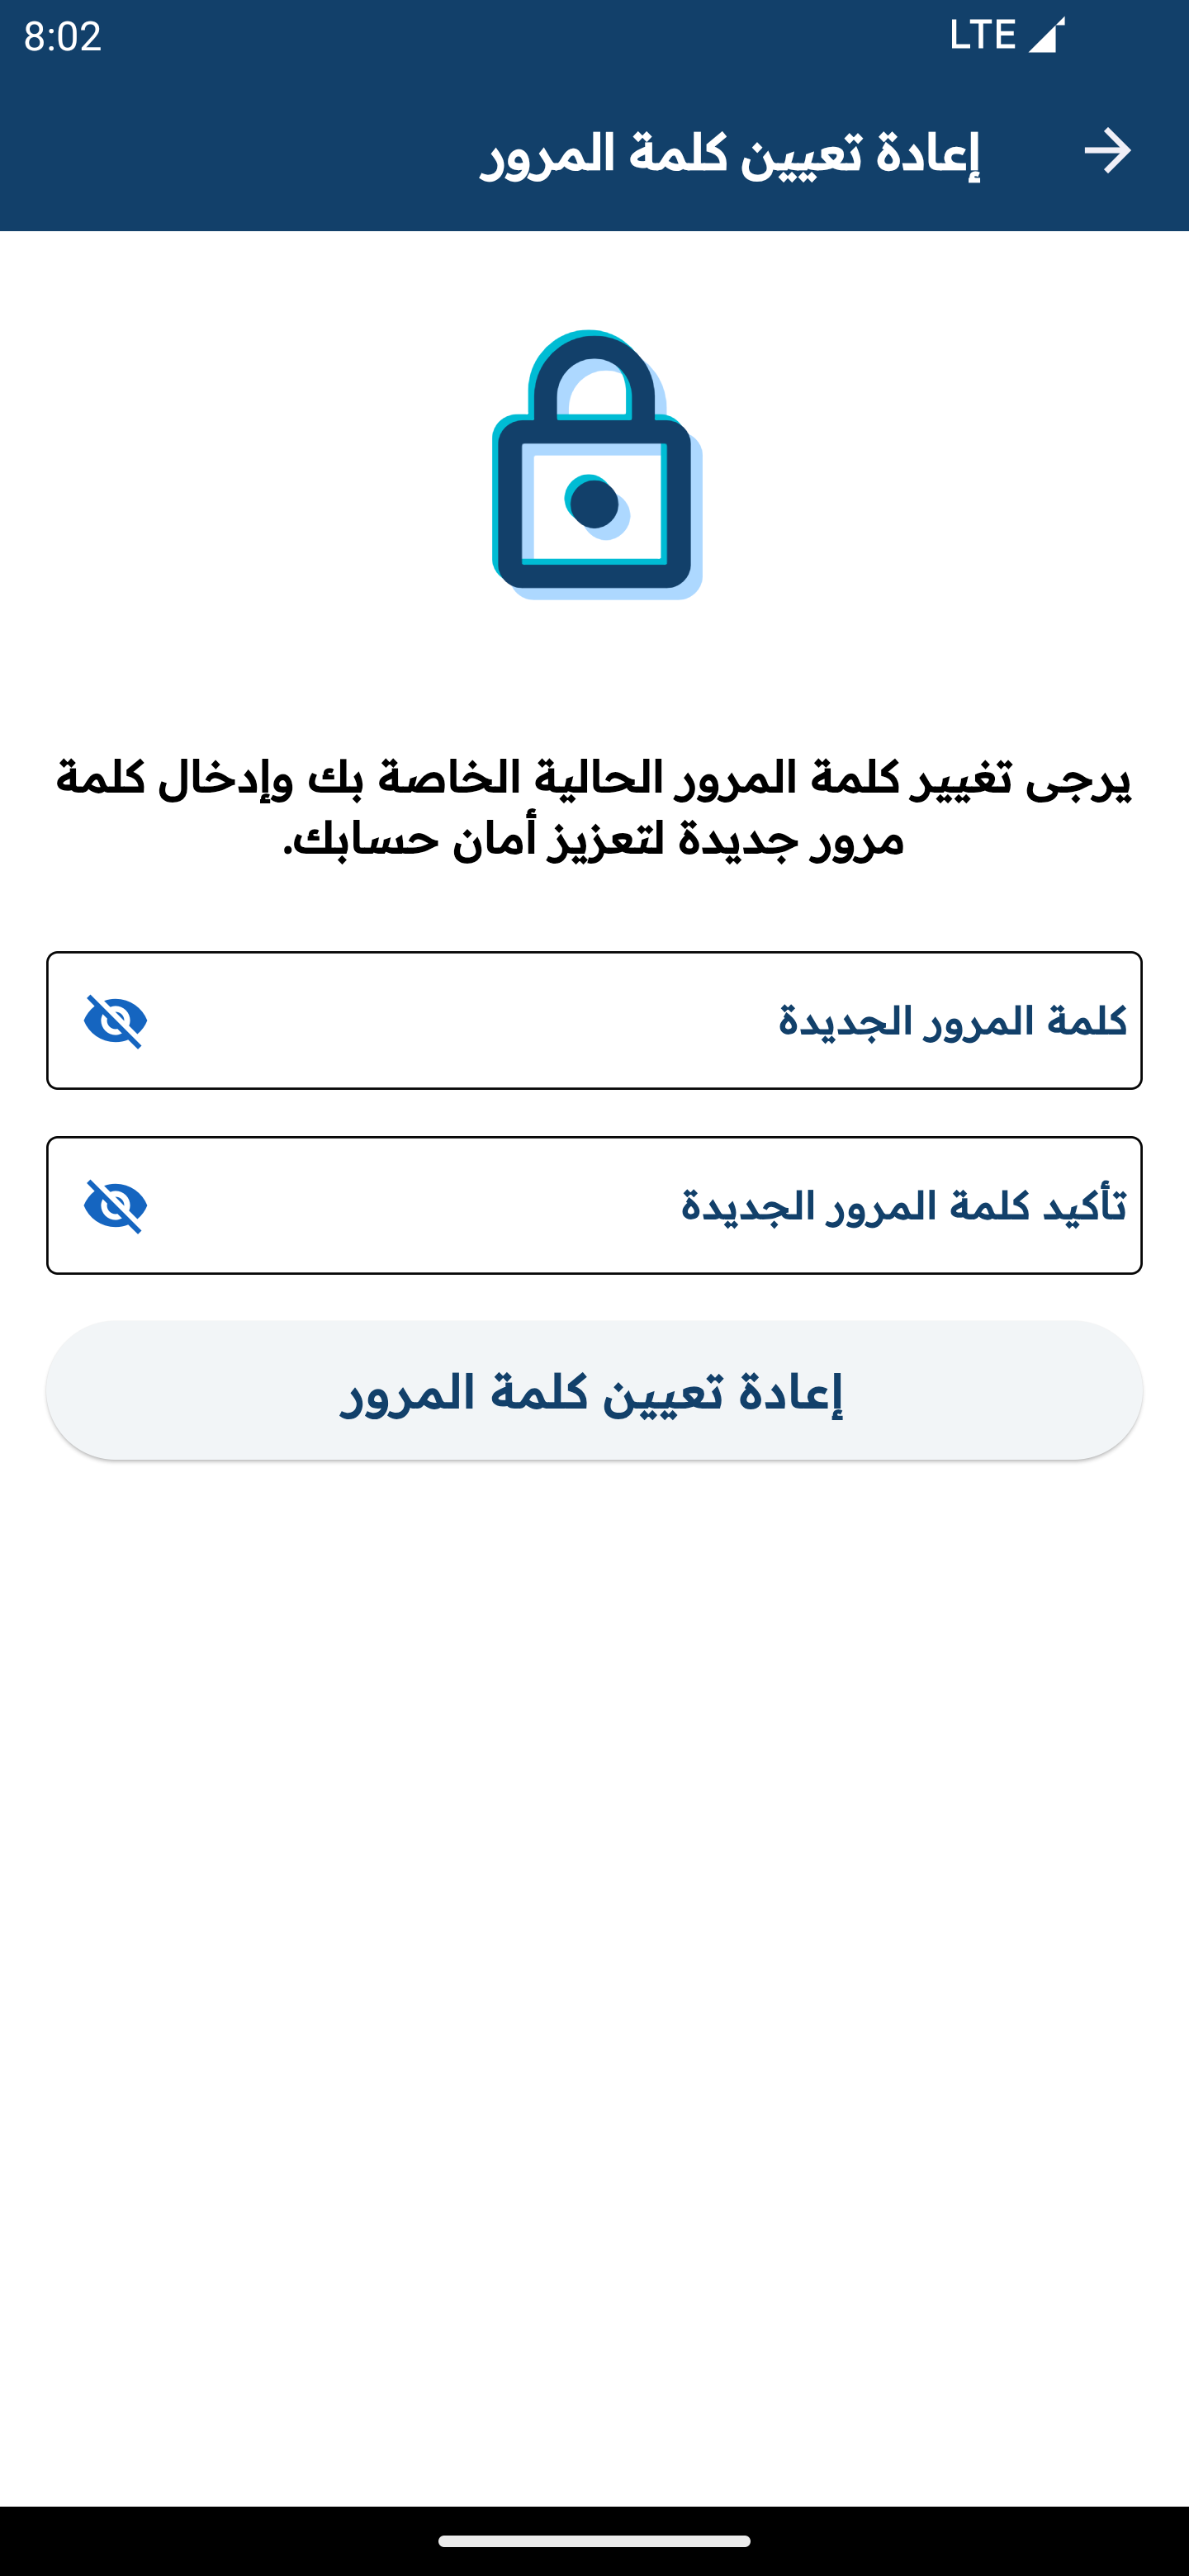 8:02 LTE
إعادة تعيين كلمة المرور
يرجى تغيير كلمة المرور الحالية الخاصة بك وإدخال كلمة
مرور جديدة لتعزيز أمان حسابك.
كلمة المرور الجديدة
تأكيد كلمة المرور الجديدة
إعادة تعيين كلمة المرور